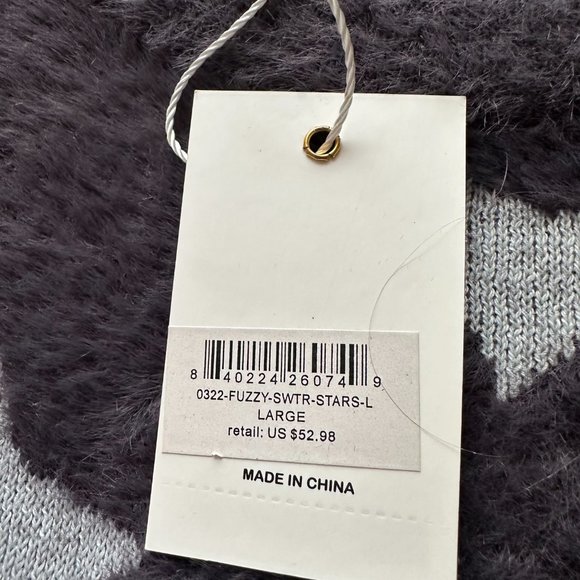 8 40224 26074 9
0322-FUZZY-SWTR-STARS-L
LARGE
retail: US $52.98
MADE IN CHINA